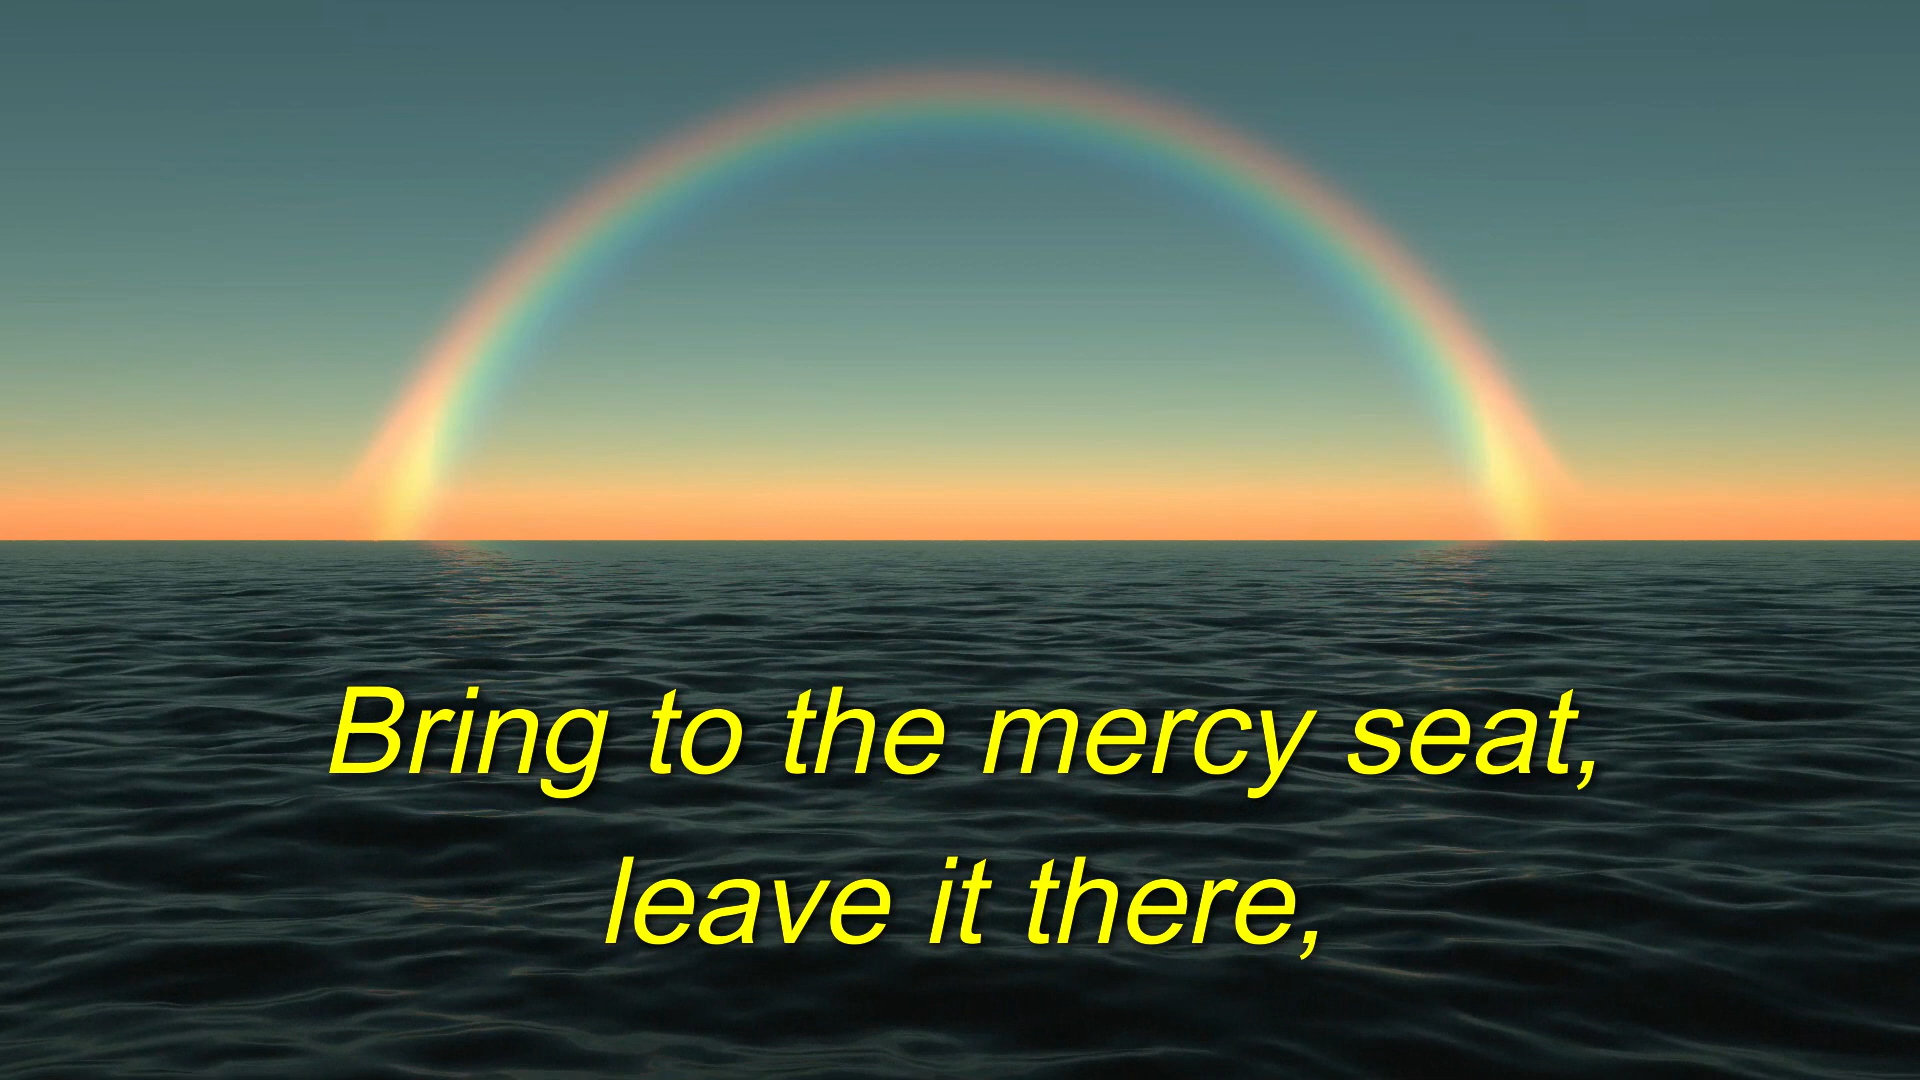 Bring to the mercy seat,
leave it there,